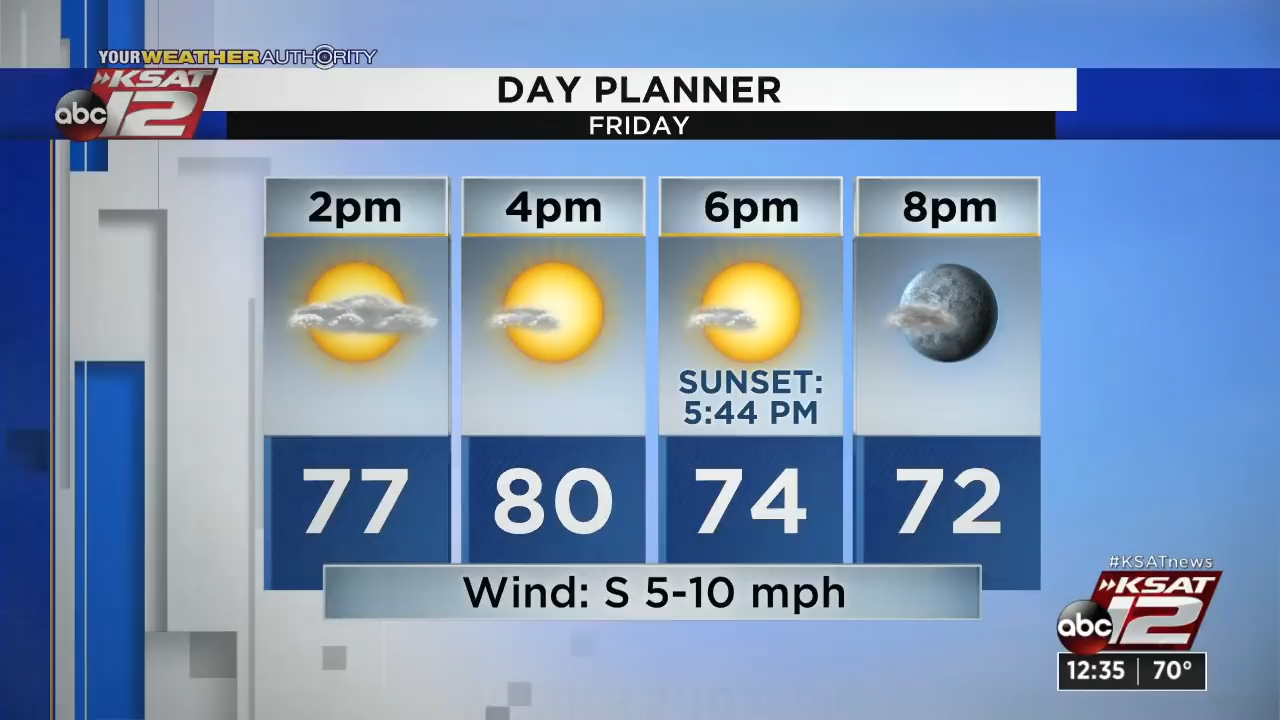 YOURWEATHERAUTHORITY
KSAT
abc 12
DAY PLANNER
FRIDAY
2pm 4pm 6pm 8pm
SUNSET:
5:44 PM
77 80 74 72
Wind: S 5-10 mph
#KSATnews
KSAT
abc 12
12:35 70°